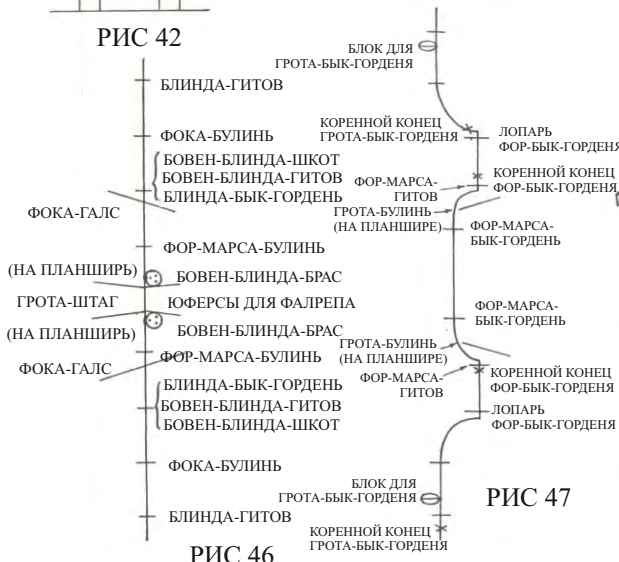 РИС 42
БЛИНДА-ГИТОВ
ФОКА-БУЛИНЬ
БОВЕН-БЛИНДА-ШКОТ
БОВЕН-БЛИНДА-ГИТОВ
БЛИНДА-БЫК-ГОРДЕНЬ
ФОКА-ГАЛС
ФОР-МАРСА-БУЛИНЬ
(НА ПЛАНШИРЬ)
БОВЕН-БЛИНДА-БРАС
ГРОТА-ШТАГ
ЮФЕРСЫ ДЛЯ ФАЛРЕПА
(НА ПЛАНШИРЬ)
БОВЕН-БЛИНДА-БРАС
ФОР-МАРСА-БУЛИНЬ
ФОКА-ГАЛС
БЛИНДА-БЫК-ГОРДЕНЬ
БОВЕН-БЛИНДА-ГИТОВ
БОВЕН-БЛИНДА-ШКОТ
ФОКА-БУЛИНЬ
БЛИНДА-ГИТОВ
РИС 46
БЛОК ДЛЯ
ГРОТА-БЫК-ГОРДЕНЯ
КОРЕННОЙ КОНЕЦ
ГРОТА-БЫК-ГОРДЕНЯ
ЛОПАРЬ
ФОР-БЫК-ГОРДЕНЯ
КОРЕННОЙ КОНЕЦ
ФОР-БЫК-ГОРДЕНЯ
ФОР-МАРСА-
ГИТОВ
ГРОТА-БУЛИНЬ
(НА ПЛАНШИРЕ)
ФОР-МАРСА-
БЫК-ГОРДЕНЬ
ФОР-МАРСА-
БЫК-ГОРДЕНЬ
ГРОТА-БУЛИНЬ
(НА ПЛАНШИРЕ)
ФОР-МАРСА-
ГИТОВ
КОРЕННОЙ КОНЕЦ
ФОР-БЫК-ГОРДЕНЯ
ЛОПАРЬ
ФОР-БЫК-ГОРДЕНЯ
БЛОК ДЛЯ
ГРОТА-БЫК-ГОРДЕНЯ
РИС 47
КОРЕННОЙ КОНЕЦ
ГРОТА-БЫК-ГОРДЕНЯ